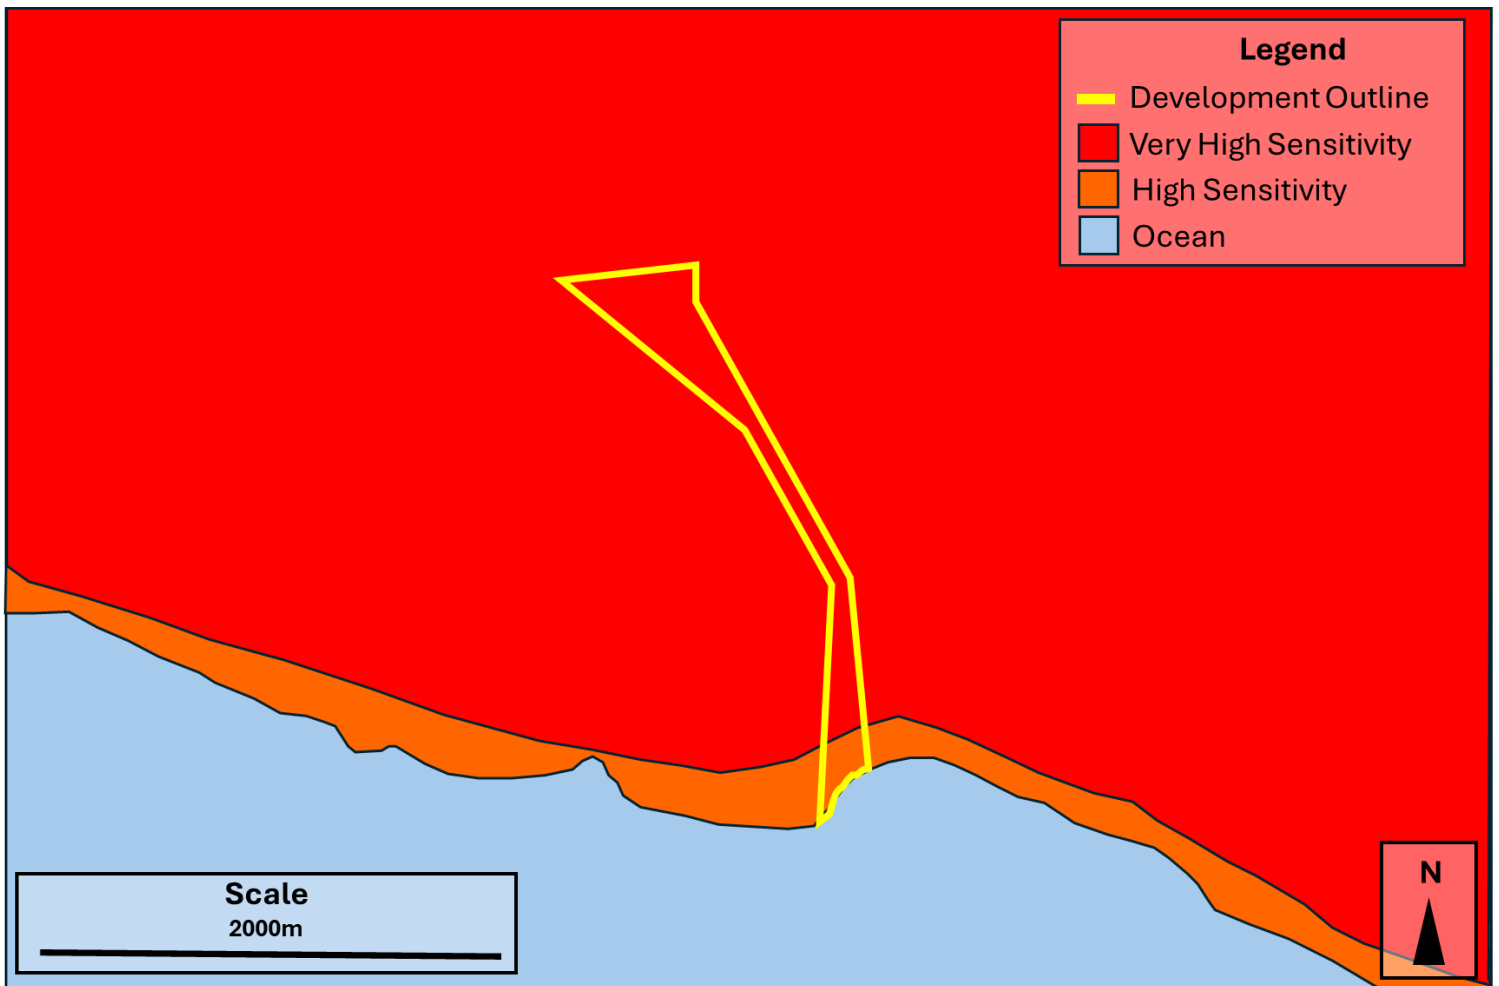 Legend
Development Outline
Very High Sensitivity
High Sensitivity
Ocean
Scale
2000m
N